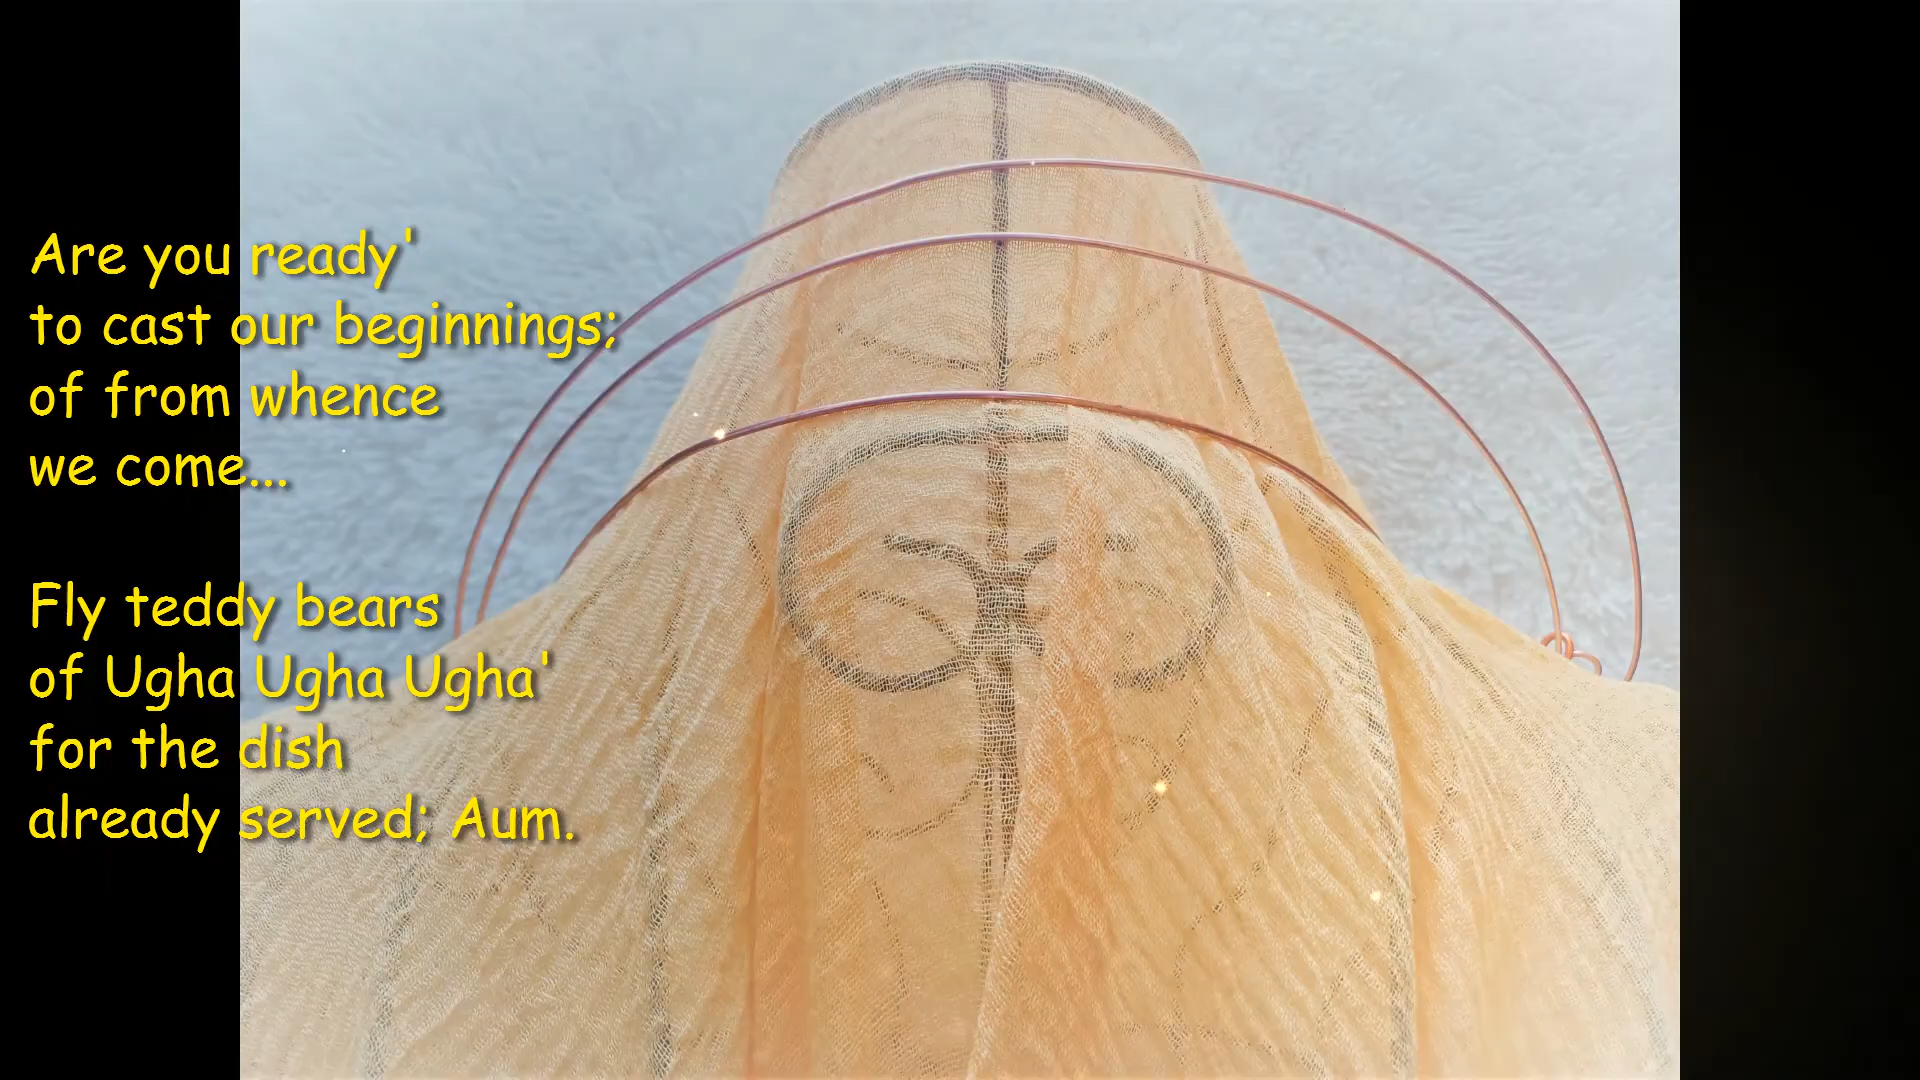 Are you ready'
to cast our beginnings;
of from whence
we come...
Fly teddy bears
of Ugha Ugha Ugha'
for the dish
already served; Aum.